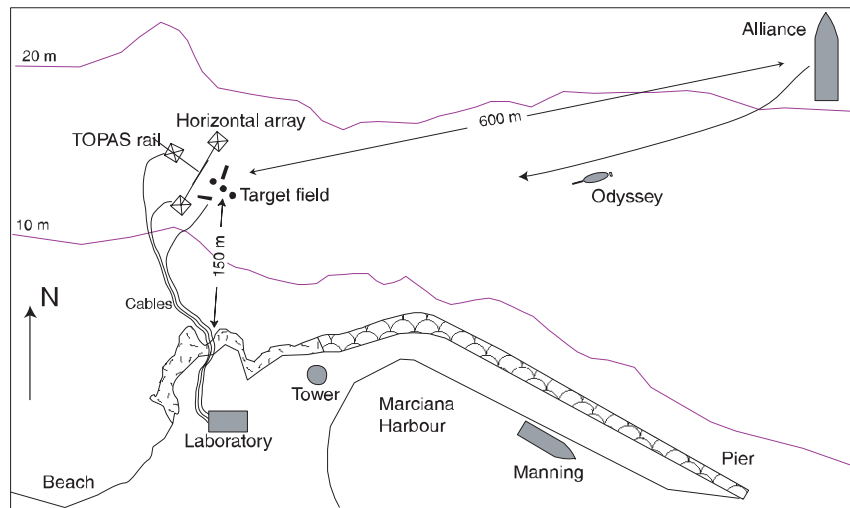 Alliance
20 m
Horizontal array
TOPAS rail
600 m
Odyssey
Target field
10 m
150 m
Cables
N
Tower
Marciana
Harbour
Laboratory
Pier
Manning
Beach